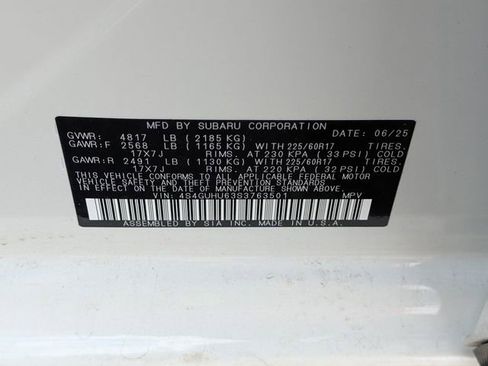 MFD BY SUBARU CORPORATION DATE: 06/25
GVWR: 4817 LB (2185 KG)
GAWR:F 2568 LB (1165 KG) WITH 225/60R17 TIRES,
17X7J RIMS, AT 230 KPA (33 PSI) COLD
GAWR:R 2491 LB (1130 KG) WITH 225/60R17 TIRES,
17X7J RIMS, AT 220 KPA (32 PSI) COLD
THIS VEHICLE CONFORMS TO ALL APPLICABLE FEDERAL MOTOR
VEHICLE SAFETY AND THEFT PREVENTION STANDARDS IN EFFECT
ON THE DATE OF MANUFACTURE SHOWN ABOVE.
VIN: 4S4GUHU63S3763501 MPV
ASSEMBLED BY SIA INC. IN U.S.A.